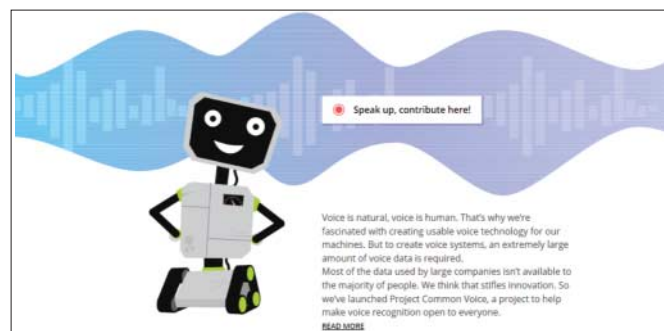 Speak up, contribute here!
Voice is natural, voice is human. That's why we're
fascinated with creating usable voice technology for our
machines. But to create voice systems, an extremely large
amount of voice data is required.
Most of the data used by large companies isn't available to
the majority of people. We think that stifles innovation. So
we've launched Project Common Voice, a project to help
make voice recognition open to everyone.
READ MORE